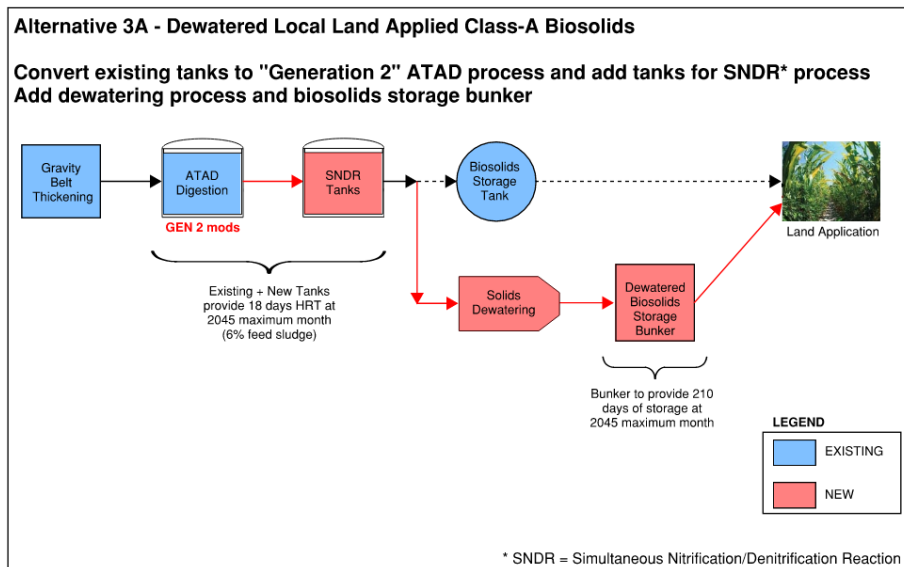 Alternative 3A - Dewatered Local Land Applied Class-A Biosolids
Convert existing tanks to "Generation 2" ATAD process and add tanks for SNDR* process
Add dewatering process and biosolids storage bunker
Gravity
Belt
Thickening
ATAD
Digestion
GEN 2 mods
SNDR
Tanks
Biosolids
Storage
Tank
Land Application
Existing + New Tanks
provide 18 days HRT at
2045 maximum month
(6% feed sludge)
Solids
Dewatering
Dewatered
Biosolids
Storage
Bunker
Bunker to provide 210
days of storage at
2045 maximum month
LEGEND
EXISTING
NEW
* SNDR = Simultaneous Nitrification/Denitrification Reaction